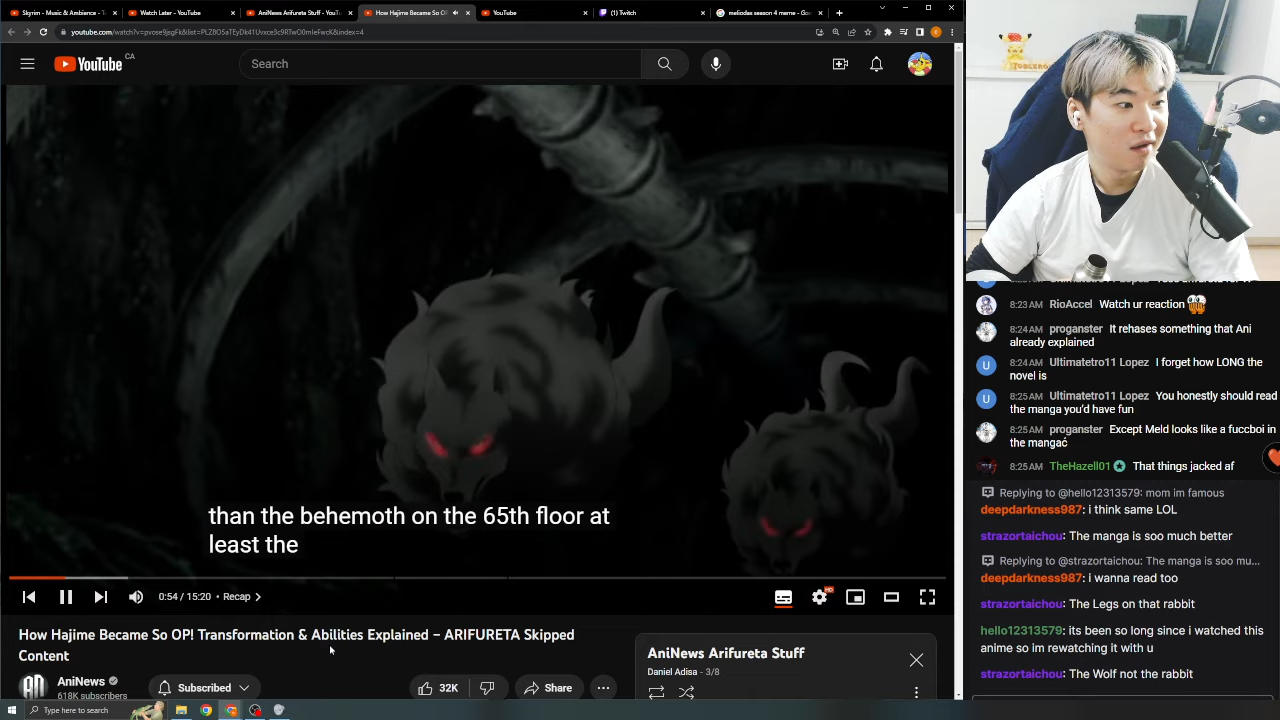 Skyrim - Music & Ambience - T
Watch Later - YouTube
AniNews Arifureta Stuff - YouT
How Hajime Became So OP
YouTube
(1) Twitch
meliodas season 4 meme - Goo
youtube.com/watch?v=pvose9jsgFk&list=PLZ8O5aTEyDk41Uvxce3c9RTwO0mIeFwcK&index=4
YouTube CA
Search
than the behemoth on the 65th floor at
least the
0:54 / 15:20 • Recap
HD
How Hajime Became So OP! Transformation & Abilities Explained – ARIFURETA Skipped
Content
AniNews
618K subscribers
Subscribed
32K
Share
AniNews Arifureta Stuff
Daniel Adisa - 3/8
Type here to search
8:23 AM RioAccel Watch ur reaction
8:24 AM proganster It rehases something that Ani
already explained
8:24 AM Ultimatetro11 Lopez I forget how LONG the
novel is
8:25 AM Ultimatetro11 Lopez You honestly should read
the manga you'd have fun
8:25 AM proganster Except Meld looks like a fuccboi in
the mangać
8:25 AM TheHazell01 That things jacked af
Replying to @hello12313579: mom im famous
deepdarkness987: i think same LOL
strazortaichou: The manga is soo much better
Replying to @strazortaichou: The manga is soo mu...
deepdarkness987: i wanna read too
strazortaichou: The Legs on that rabbit
hello12313579: its been so long since i watched this
anime so im rewatching it with u
strazortaichou: The Wolf not the rabbit